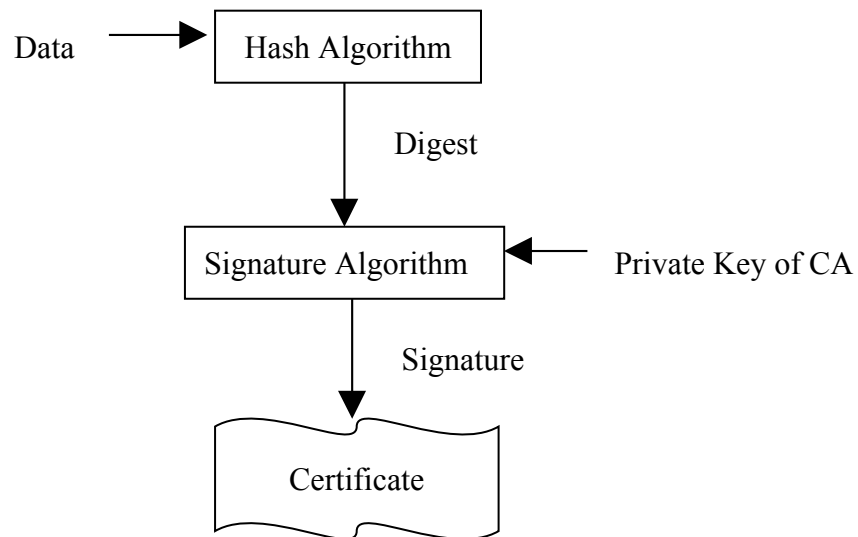 Data
Hash Algorithm
Digest
Signature Algorithm
Private Key of CA
Signature
Certificate